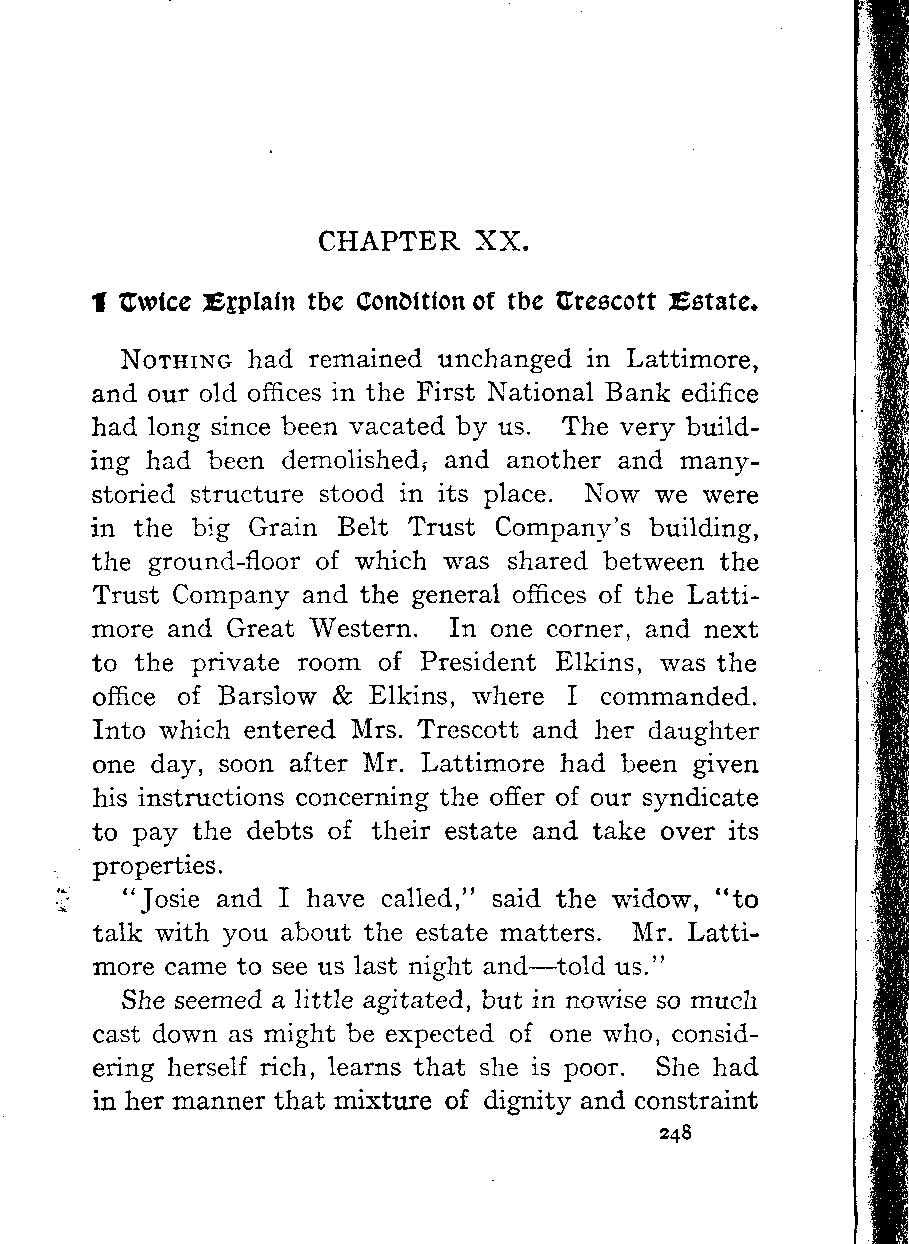 CHAPTER XX.
I Twice Explain the Condition of the Trescott Estate.
NOTHING had remained unchanged in Lattimore,
and our old offices in the First National Bank edifice
had long since been vacated by us. The very build-
ing had been demolished, and another and many-
storied structure stood in its place. Now we were
in the big Grain Belt Trust Company's building,
the ground-floor of which was shared between the
Trust Company and the general offices of the Latti-
more and Great Western. In one corner, and next
to the private room of President Elkins, was the
office of Barslow & Elkins, where I commanded.
Into which entered Mrs. Trescott and her daughter
one day, soon after Mr. Lattimore had been given
his instructions concerning the offer of our syndicate
to pay the debts of their estate and take over its
properties.
"Josie and I have called," said the widow, "to
talk with you about the estate matters. Mr. Latti-
more came to see us last night and—told us."
She seemed a little agitated, but in nowise so much
cast down as might be expected of one who, consid-
ering herself rich, learns that she is poor. She had
in her manner that mixture of dignity and constraint
248